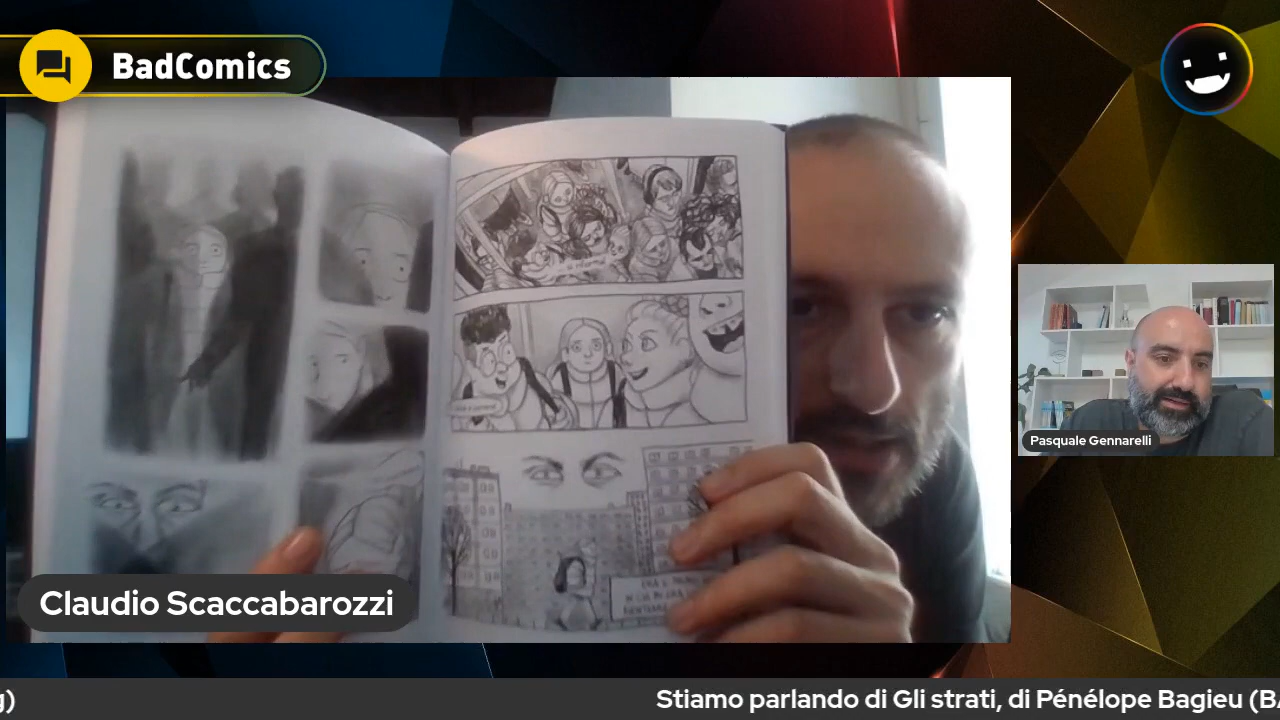 BadComics
Pasquale Gennarelli
Claudio Scaccabarozzi
g)
Stiamo parlando di Gli strati, di Pénélope Bagieu (BA